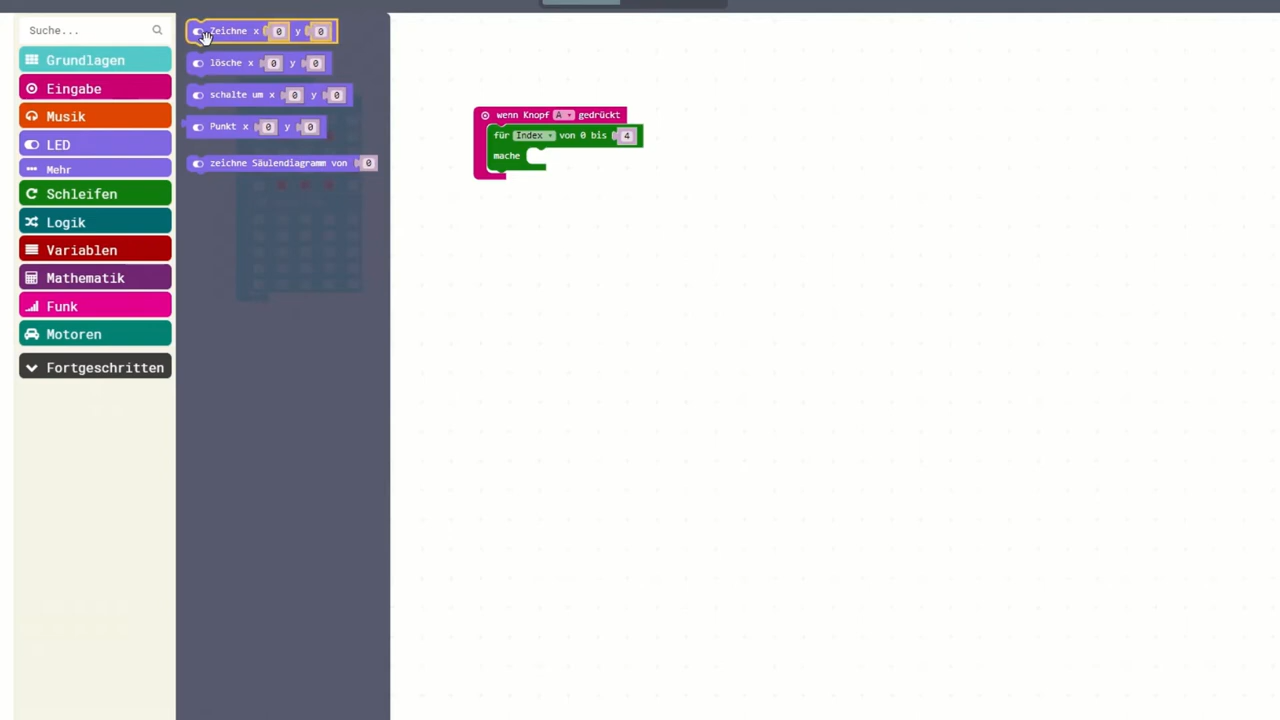 Suche...
Grundlagen
Eingabe
Musik
LED
Mehr
Schleifen
Logik
Variablen
Mathematik
Funk
Motoren
Fortgeschritten
Zeichne x 0 y 0
lösche x 0 y 0
schalte um x 0 y 0
Punkt x 0 y 0
zeichne Säulendiagramm von 0
wenn Knopf A gedrückt
für Index von 0 bis 4
mache